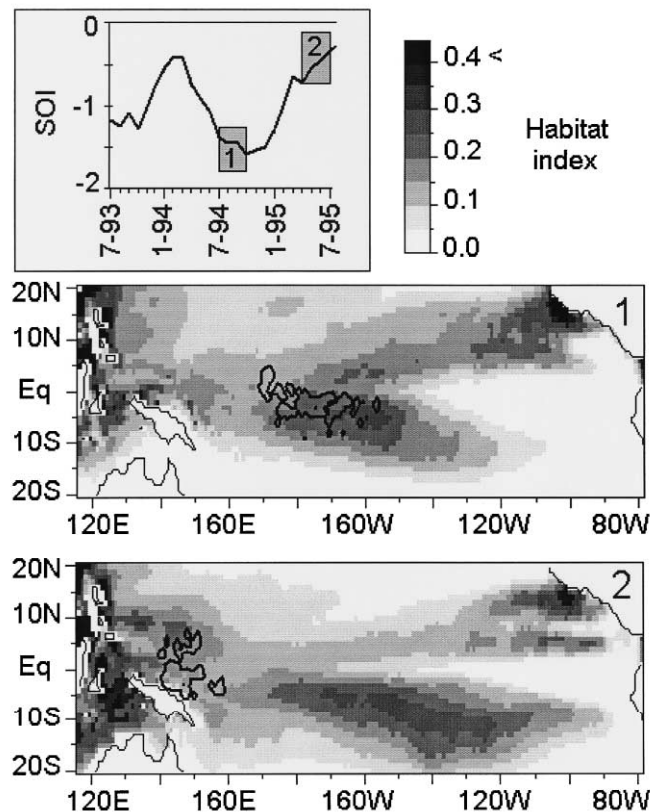 0
-1
-2
SOI
1
2
7-93
1-94
7-94
1-95
7-95
0.4 <
0.3
0.2
0.1
0.0
Habitat
index
20N
10N
Eq
10S
20S
1
120E 160E 160W 120W 80W
20N
10N
Eq
10S
20S
2
120E 160E 160W 120W 80W